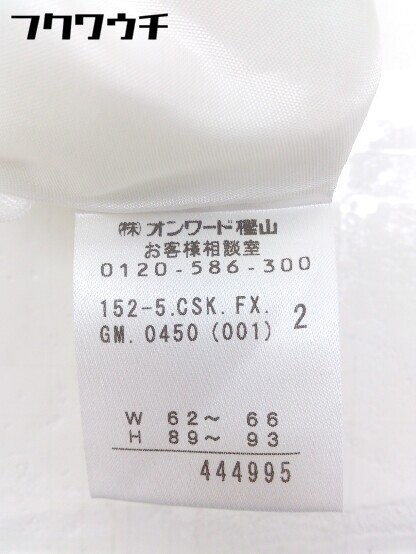 フクワウチ
㈱オンワード樫山
お客様相談室
0120-586-300
152-5.CSK.FX.
GM.0450(001) 2
W 62～ 66
H 89～ 93
444995